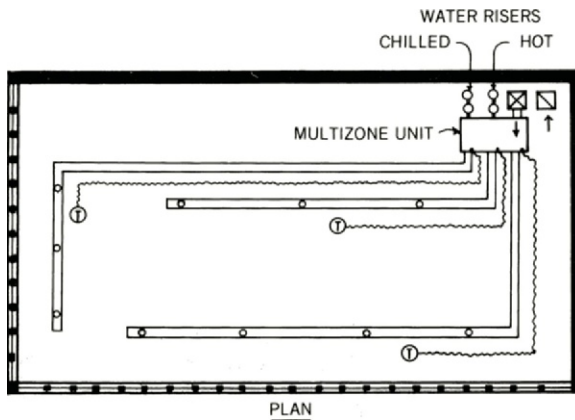 WATER RISERS
CHILLED HOT
MULTIZONE UNIT
T
T
T
PLAN